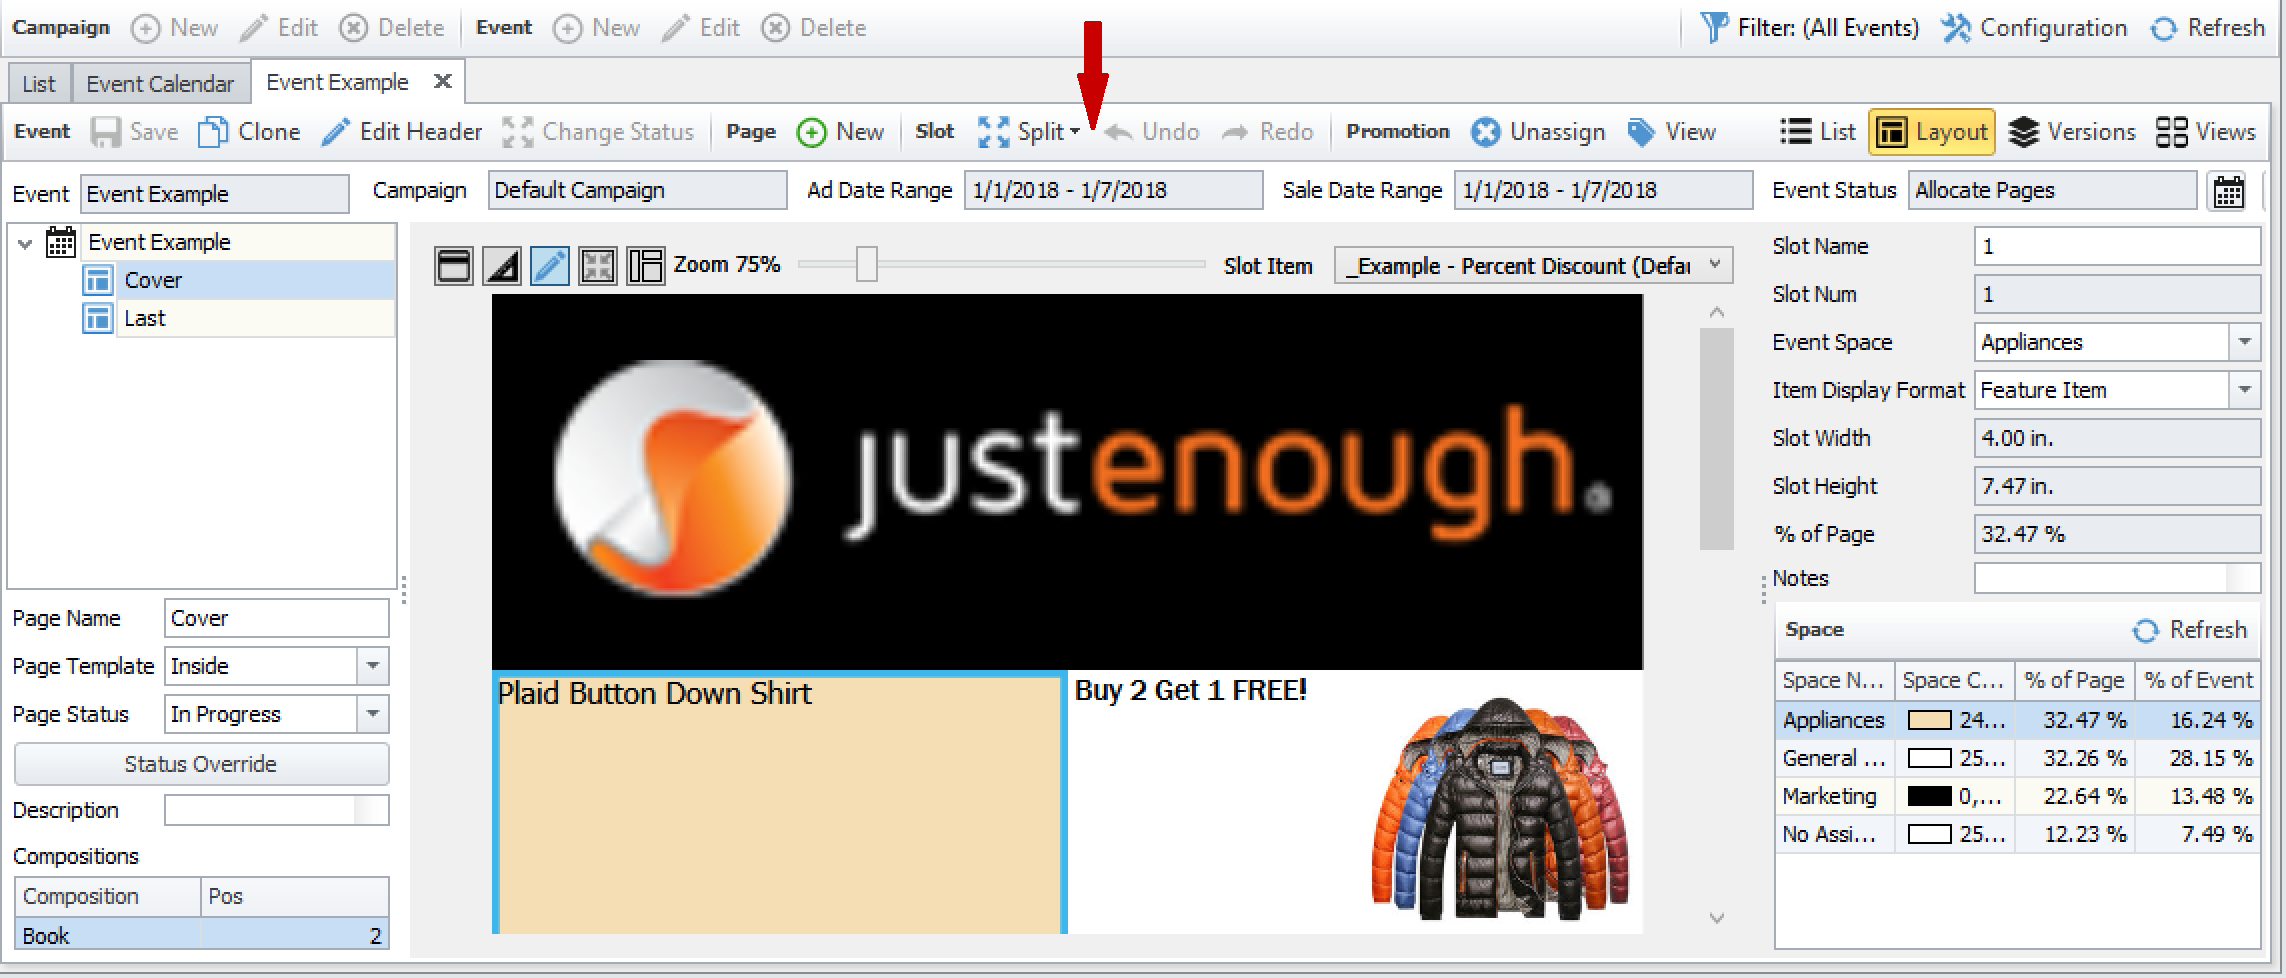 Campaign New Edit Delete Event New Edit Delete Filter: (All Events) Configuration Refresh
List Event Calendar Event Example
Event Save Clone Edit Header Change Status Page New Slot Split Undo Redo Promotion Unassign View List Layout Versions Views
Event Event Example Campaign Default Campaign Ad Date Range 1/1/2018 - 1/7/2018 Sale Date Range 1/1/2018 - 1/7/2018 Event Status Allocate Pages
Event Example
Cover
Last
Page Name Cover
Page Template Inside
Page Status In Progress
Status Override
Description
Compositions
Composition Pos
Book 2
Zoom 75% Slot Item _Example - Percent Discount (Defau
justenough.
Plaid Button Down Shirt
Buy 2 Get 1 FREE!
Slot Name 1
Slot Num 1
Event Space Appliances
Item Display Format Feature Item
Slot Width 4.00 in.
Slot Height 7.47 in.
% of Page 32.47 %
Notes
Space Refresh
Space N... Space C... % of Page % of Event
Appliances 24... 32.47 % 16.24 %
General ... 25... 32.26 % 28.15 %
Marketing 0,... 22.64 % 13.48 %
No Assi... 25... 12.23 % 7.49 %